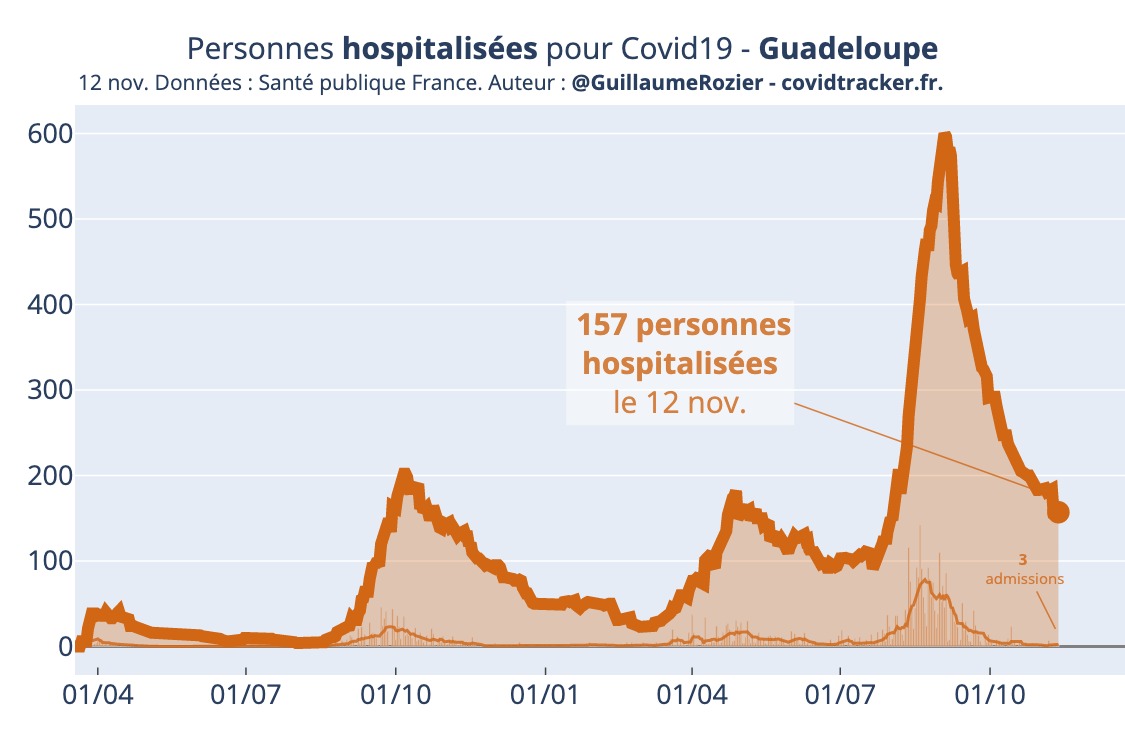 Personnes hospitalisées pour Covid19 - Guadeloupe
12 nov. Données : Santé publique France. Auteur : @GuillaumeRozier - covidtracker.fr.
600
500
400
300
200
100
0
157 personnes
hospitalisées
le 12 nov.
3
admissions
01/04 01/07 01/10 01/01 01/04 01/07 01/10